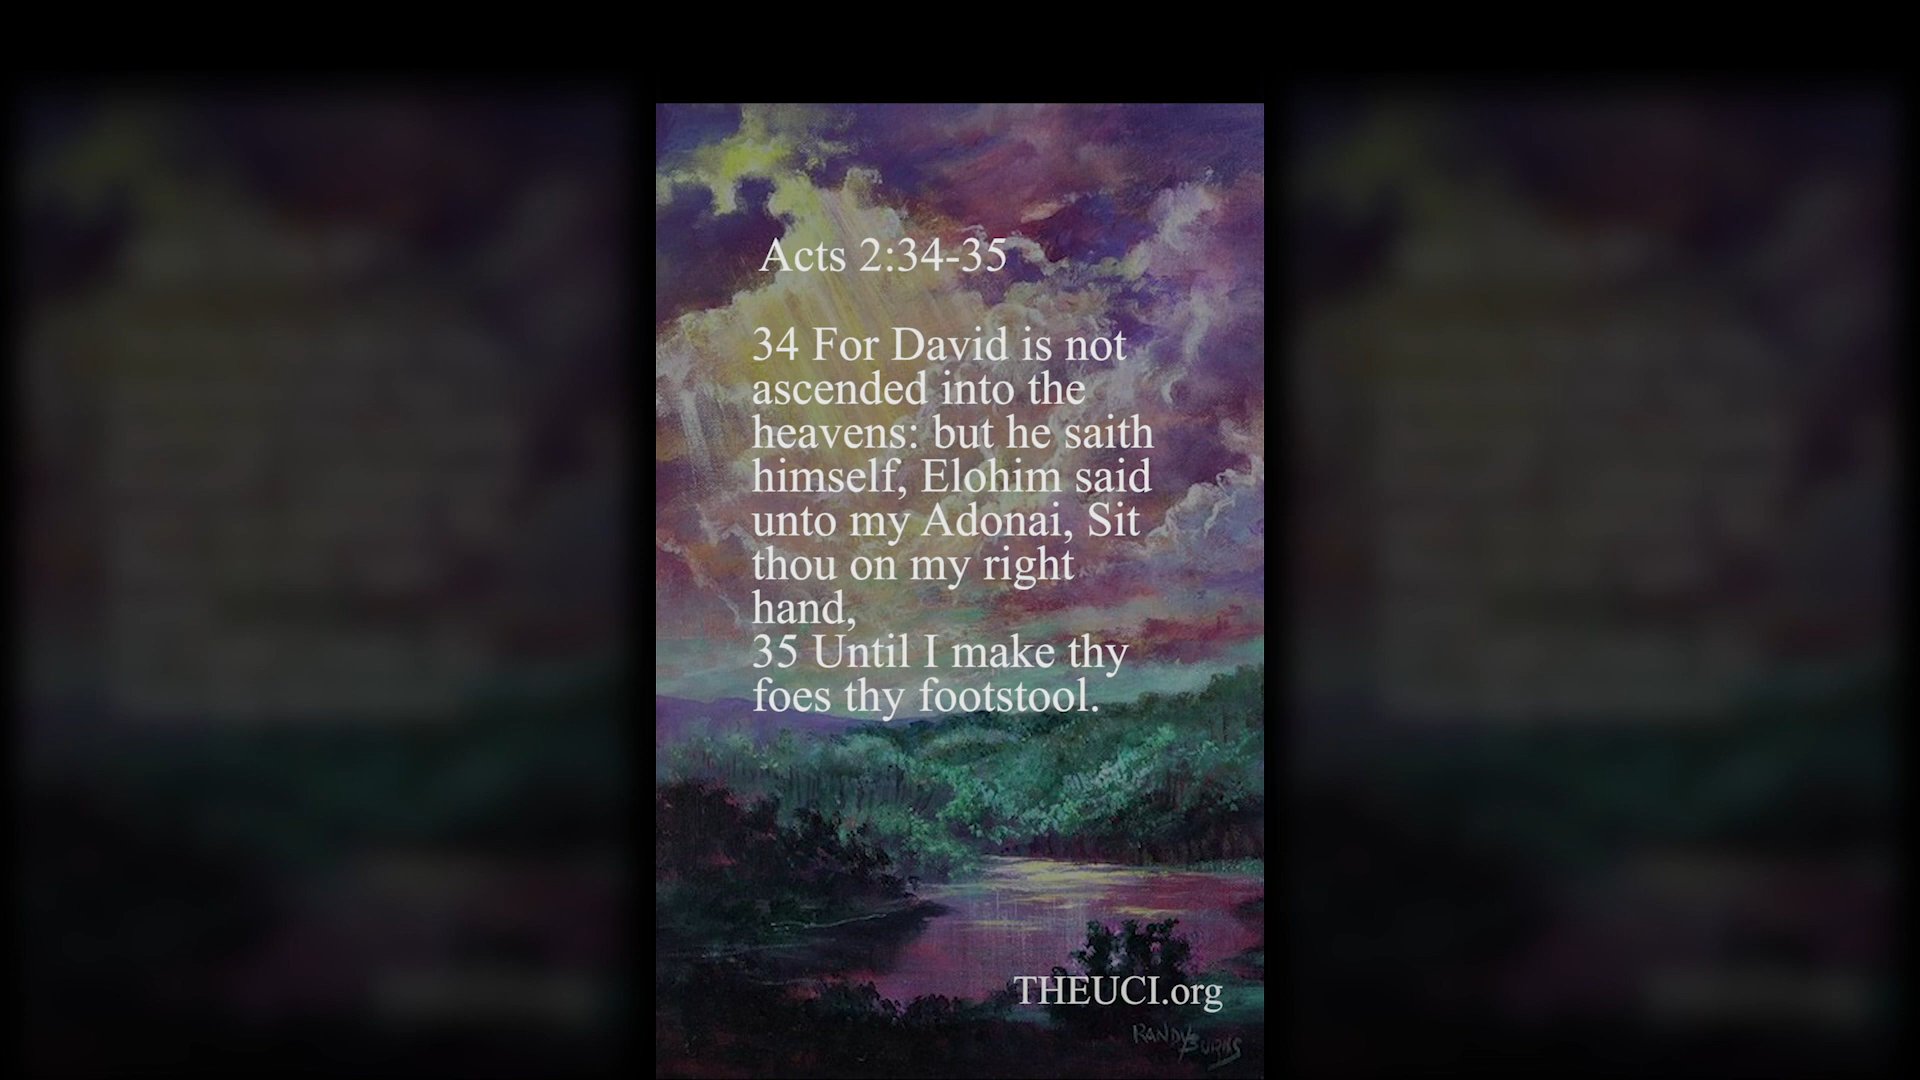 Acts 2:34-35
34 For David is not
ascended into the
heavens: but he saith
himself, Elohim said
unto my Adonai, Sit
thou on my right
hand,
35 Until I make thy
foes thy footstool.
THEUCI.org
RANDY BURNS